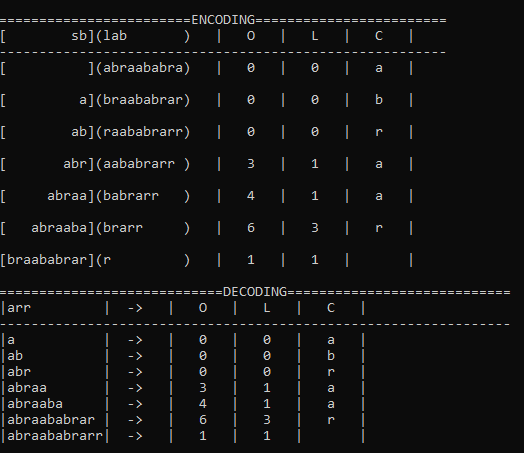 ========================ENCODING========================
[        sb](lab       )   |   O   |   L   |   C   |
--------------------------------------------------------
[          ](abraababra)   |   0   |   0   |   a   |
[         a](braababrar)   |   0   |   0   |   b   |
[        ab](raababrarr)   |   0   |   0   |   r   |
[       abr](aababrarr )   |   3   |   1   |   a   |
[     abraa](babrarr   )   |   4   |   1   |   a   |
[   abraaba](brarr     )   |   6   |   3   |   r   |
[braababrar](r         )   |   1   |   1   |       |
===========================DECODING============================
|arr         |  ->   |   O   |   L   |   C   |
----------------------------------------------------------------
|a           |  ->   |   0   |   0   |   a   |
|ab          |  ->   |   0   |   0   |   b   |
|abr         |  ->   |   0   |   0   |   r   |
|abraa       |  ->   |   3   |   1   |   a   |
|abraaba     |  ->   |   4   |   1   |   a   |
|abraababrar |  ->   |   6   |   3   |   r   |
|abraababrarr|  ->   |   1   |   1   |       |